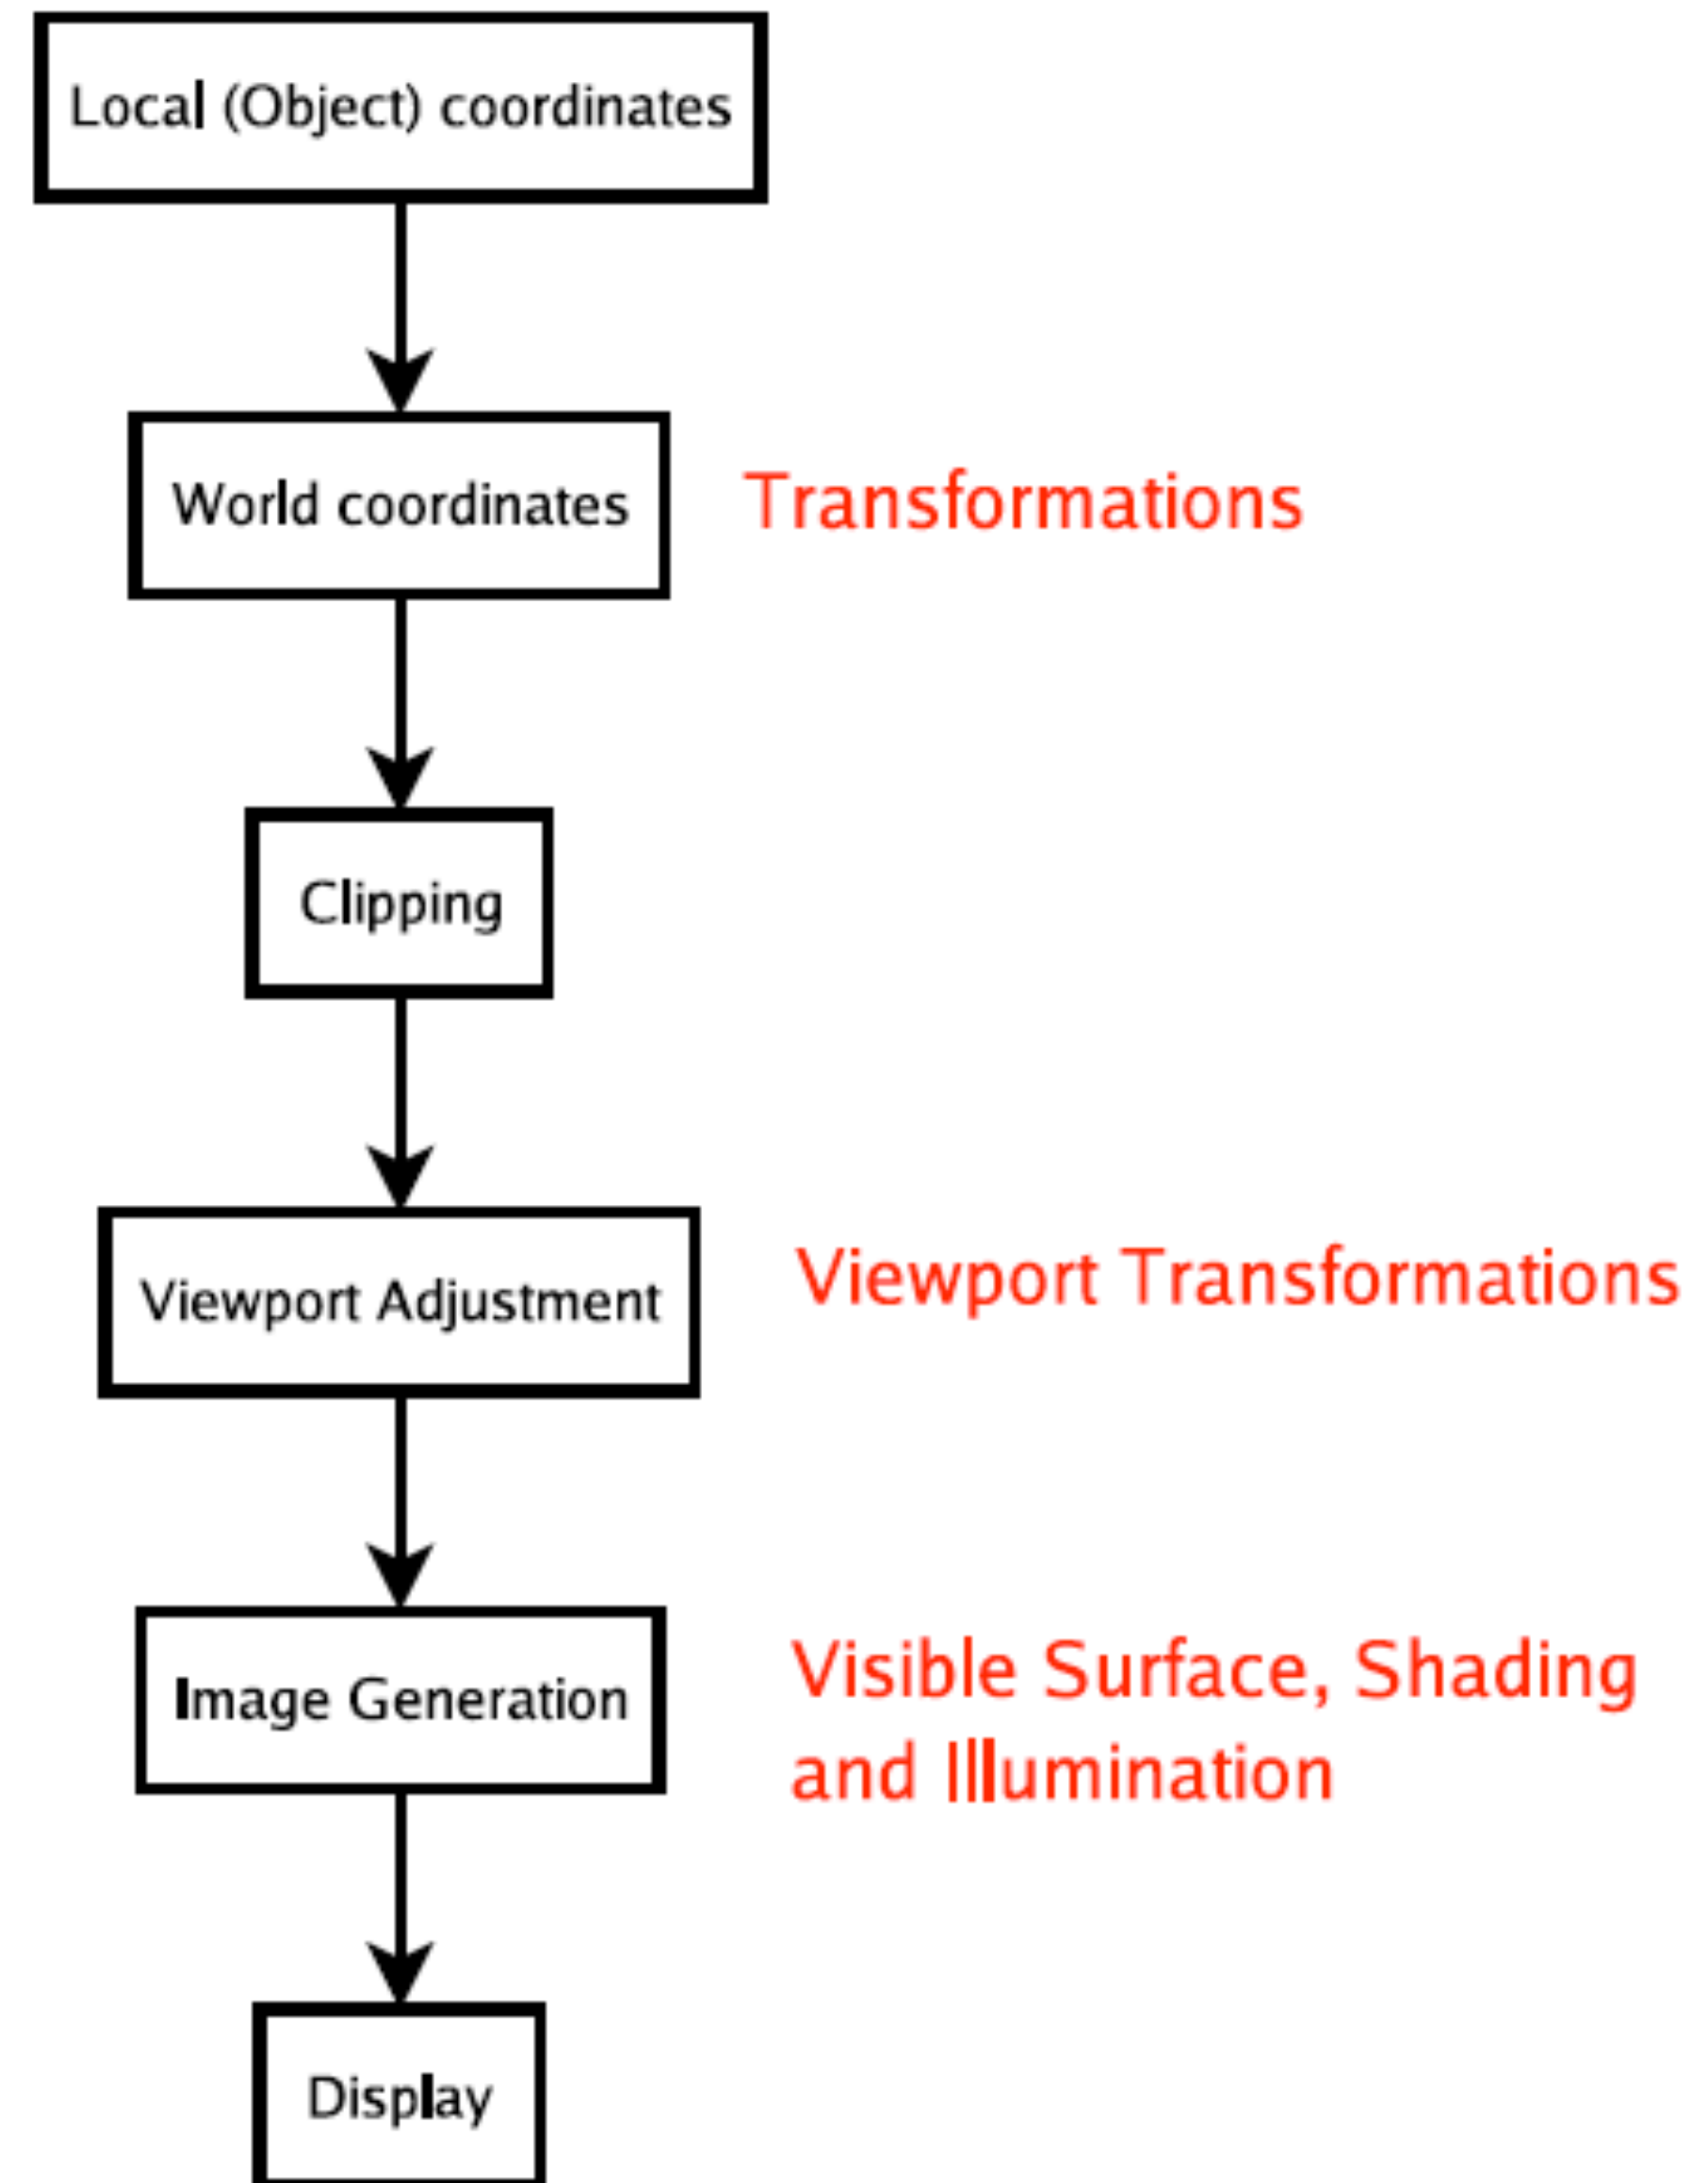 Local (Object) coordinates
World coordinates
Transformations
Clipping
Viewport Adjustment
Viewport Transformations
Image Generation
Visible Surface, Shading
and Illumination
Display